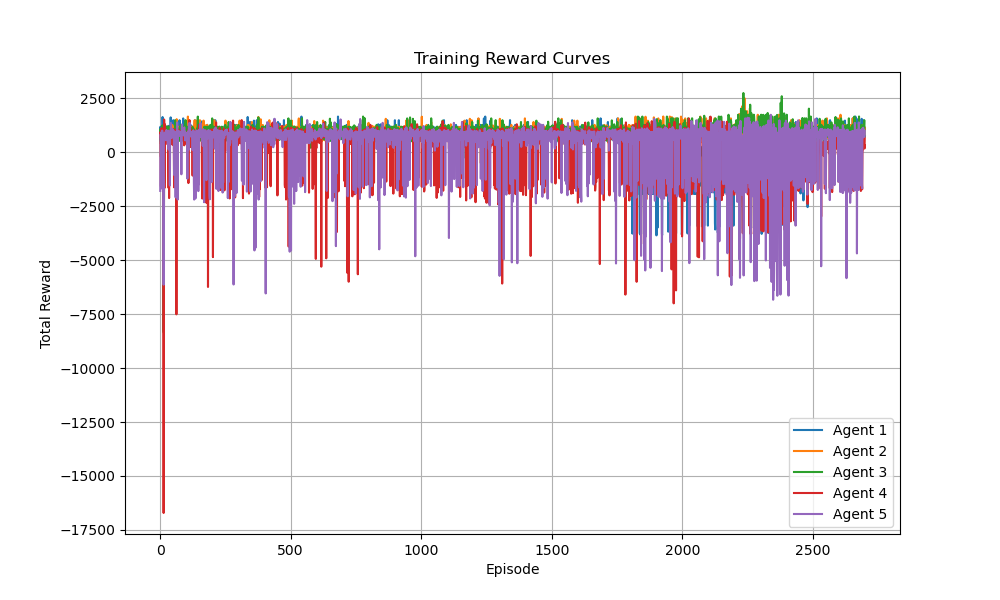 Training Reward Curves
Total Reward
2500
0
−2500
−5000
−7500
−10000
−12500
−15000
−17500
0
500
1000
1500
2000
2500
Episode
Agent 1
Agent 2
Agent 3
Agent 4
Agent 5